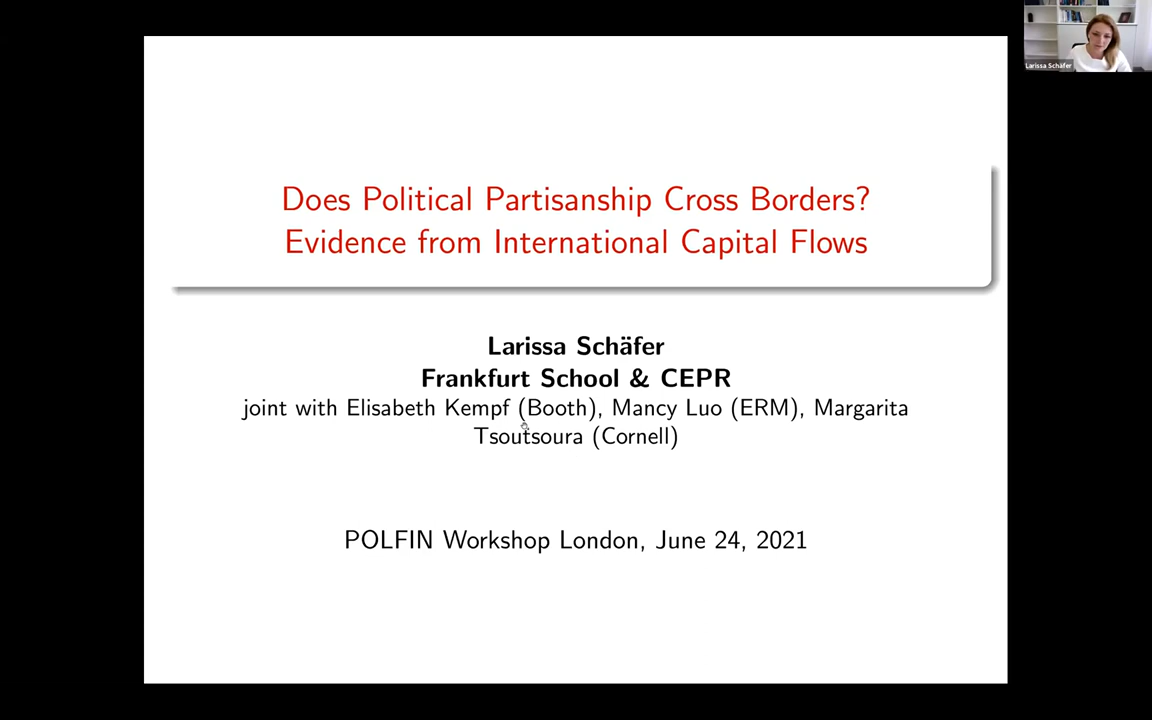 Does Political Partisanship Cross Borders?
Evidence from International Capital Flows
Larissa Schäfer
Frankfurt School & CEPR
joint with Elisabeth Kempf (Booth), Mancy Luo (ERM), Margarita
Tsoutsoura (Cornell)
POLFIN Workshop London, June 24, 2021
Larissa Schäfer